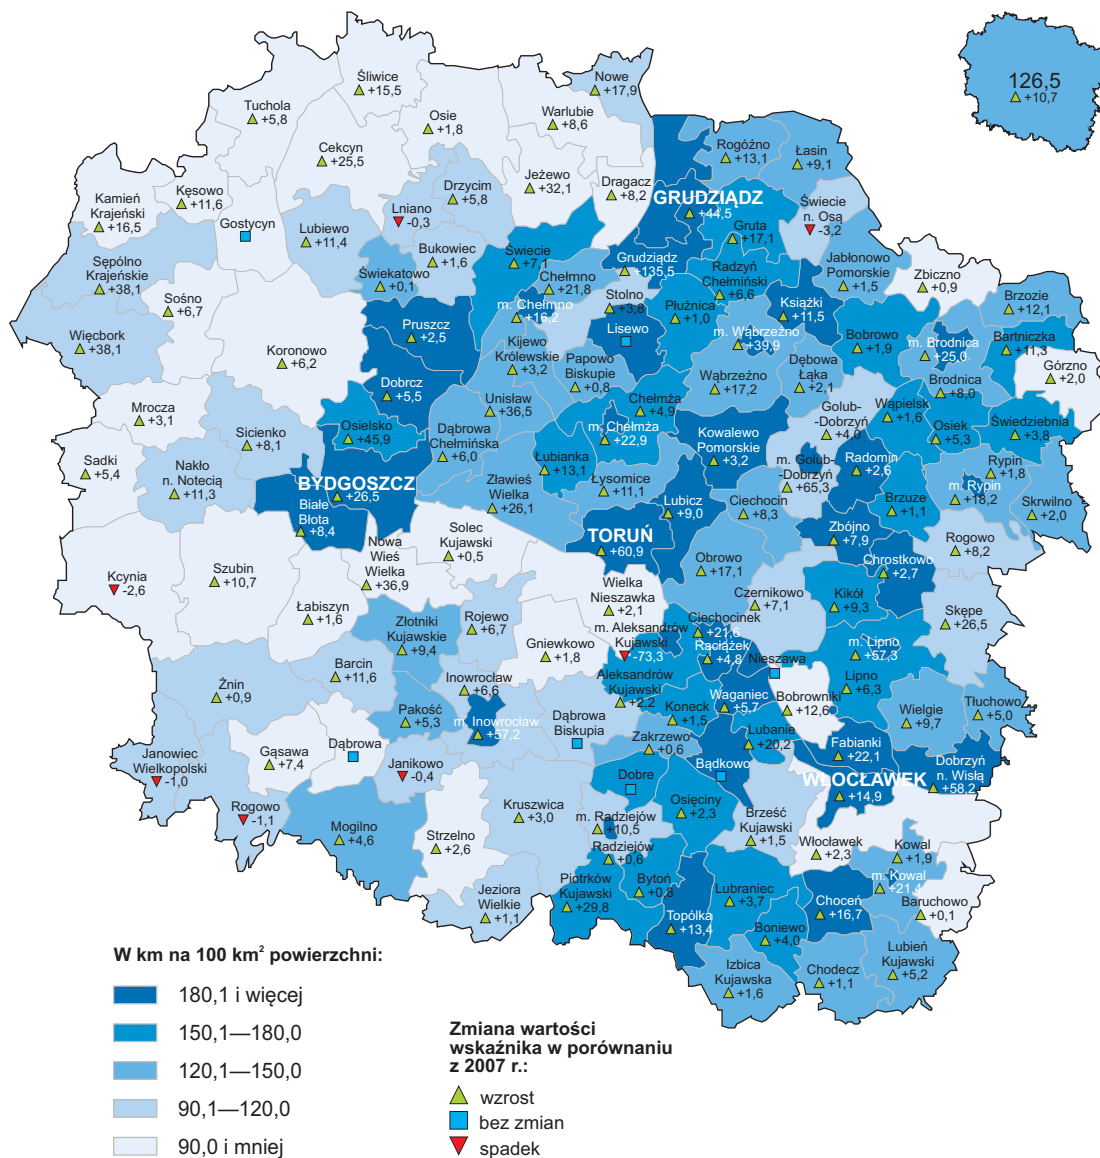 126,5
+10,7
Śliwice
+15,5
Nowe
+17,9
Tuchola
+5,8
Osie
+1,8
Warlubie
+8,6
Cekcyn
+25,5
Rogóźno
+13,1
Łasin
+9,1
Kęsowo
+11,6
Kamień
Krajeński
+16,5
Gostycyn
Lniano
-0,3
Drzycim
+5,8
Jeżewo
+32,1
Dragacz
+8,2
GRUDZIĄDZ
+44,5
Świecie
n. Osą
-3,2
Lubiewo
+11,4
Bukowiec
+1,6
Świecie
+7,1
Gruta
+17,1
Grudziądz
+135,5
Sępólno
Krajeńskie
+38,1
Świekatowo
+0,1
Chełmno
+21,8
Radzyń
Chełmiński
+6,6
Jabłonowo
Pomorskie
+1,5
Zbiczno
+0,9
Sośno
+6,7
m. Chełmno
+16,2
Stolno
+3,8
Płużnica
+1,0
Książki
+11,5
Brzozie
+12,1
Więcbork
+38,1
Pruszcz
+2,5
Lisewo
m. Wąbrzeźno
+39,9
Bobrowo
+1,9
m. Brodnica
+25,0
Bartniczka
+11,3
Koronowo
+6,2
Kijewo
Królewskie
+3,2
Papowo
Biskupie
+0,8
Dębowa
Łąka
+2,1
Górzno
+2,0
Dobrcz
+5,5
Wąbrzeźno
+17,2
Brodnica
+8,0
Mrocza
+3,1
Unisław
+36,5
Chełmża
+4,9
Golub-
-Dobrzyń
+4,0
Wąpielsk
+1,6
Sicienko
+8,1
Osielsko
+45,9
Dąbrowa
Chełmińska
+6,0
m. Chełmża
+22,9
Kowalewo
Pomorskie
+3,2
Osiek
+5,3
Świedziebnia
+3,8
Sadki
+5,4
Nakło
n. Notecią
+11,3
Łubianka
+13,1
m. Golub-
Dobrzyń
+65,3
Radomin
+2,6
Rypin
+1,8
BYDGOSZCZ
+26,5
Zławieś
Wielka
+26,1
Łysomice
+11,1
Lubicz
+9,0
Ciechocin
+8,3
Brzuze
+1,1
m. Rypin
+18,2
Skrwilno
+2,0
Białe
Błota
+8,4
Solec
Kujawski
+0,5
TORUŃ
+60,9
Zbójno
+7,9
Rogowo
+8,2
Kcynia
-2,6
Szubin
+10,7
Nowa
Wieś
Wielka
+36,9
Obrowo
+17,1
Chrostkowo
+2,7
Łabiszyn
+1,6
Wielka
Nieszawka
+2,1
Czernikowo
+7,1
Kikół
+9,3
Skępe
+26,5
Złotniki
Kujawskie
+9,4
Rojewo
+6,7
Gniewkowo
+1,8
m. Aleksandrów
Kujawski
-73,3
Ciechocinek
+21,6
Raciążek
+4,8
m. Lipno
+57,3
Barcin
+11,6
Inowrocław
+6,6
Aleksandrów
Kujawski
+2,2
Nieszawa
Lipno
+6,3
Żnin
+0,9
Pakość
+5,3
m. Inowrocław
+57,2
Dąbrowa
Biskupia
Koneck
+1,5
Waganiec
+5,7
Bobrowniki
+12,6
Wielgie
+9,7
Tłuchowo
+5,0
Janowiec
Wielkopolski
-1,0
Gąsawa
+7,4
Dąbrowa
Janikowo
-0,4
Zakrzewo
+0,6
Lubanie
+20,2
Fabianki
+22,1
Dobrzyń
n. Wisłą
+58,2
Dobre
Bądkowo
WŁOCŁAWEK
+14,9
Rogowo
-1,1
Kruszwica
+3,0
Osięciny
+2,3
Mogilno
+4,6
Strzelno
+2,6
m. Radziejów
+10,5
Brześć
Kujawski
+1,5
Włocławek
+2,3
Kowal
+1,9
Radziejów
+0,6
m. Kowal
+21,4
Jeziora
Wielkie
+1,1
Piotrków
Kujawski
+29,8
Bytoń
+0,8
Lubraniec
+3,7
Choceń
+16,7
Baruchowo
+0,1
Topólka
+13,4
Boniewo
+4,0
Izbica
Kujawska
+1,6
Chodecz
+1,1
Lubień
Kujawski
+5,2
W km na 100 km² powierzchni:
180,1 i więcej
150,1—180,0
120,1—150,0
90,1—120,0
90,0 i mniej
Zmiana wartości
wskaźnika w porównaniu
z 2007 r.:
wzrost
bez zmian
spadek